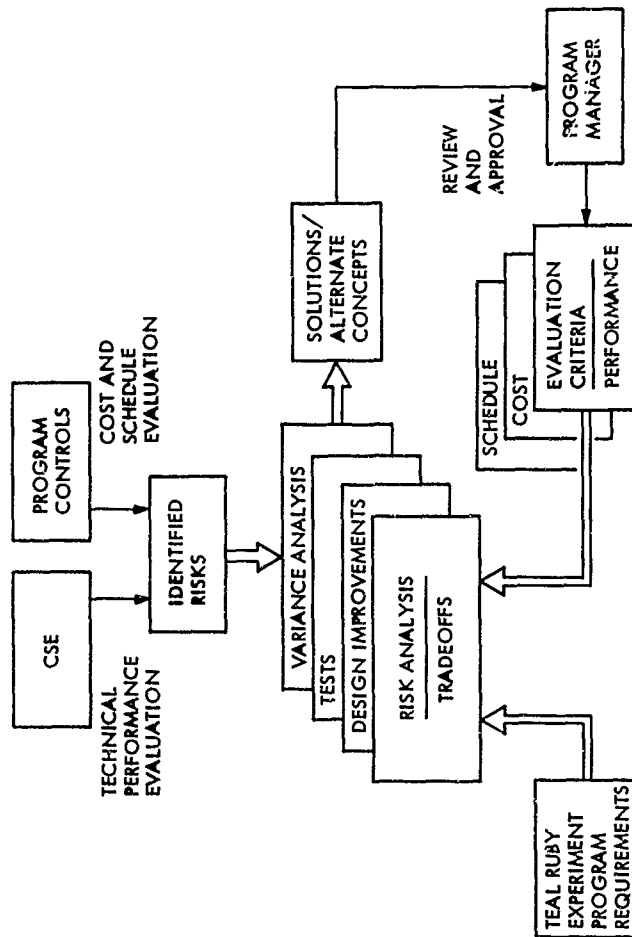 CSE
PROGRAM
CONTROLS
TECHNICAL
PERFORMANCE
EVALUATION
COST AND
SCHEDULE
EVALUATION
IDENTIFIED
RISKS
VARIANCE ANALYSIS
TESTS
DESIGN IMPROVEMENTS
RISK ANALYSIS
TRADEOFFS
SOLUTIONS/
ALTERNATE
CONCEPTS
REVIEW
AND
APPROVAL
PROGRAM
MANAGER
SCHEDULE
COST
EVALUATION
CRITERIA
PERFORMANCE
TEAL RUBY
EXPERIMENT
PROGRAM
REQUIREMENTS